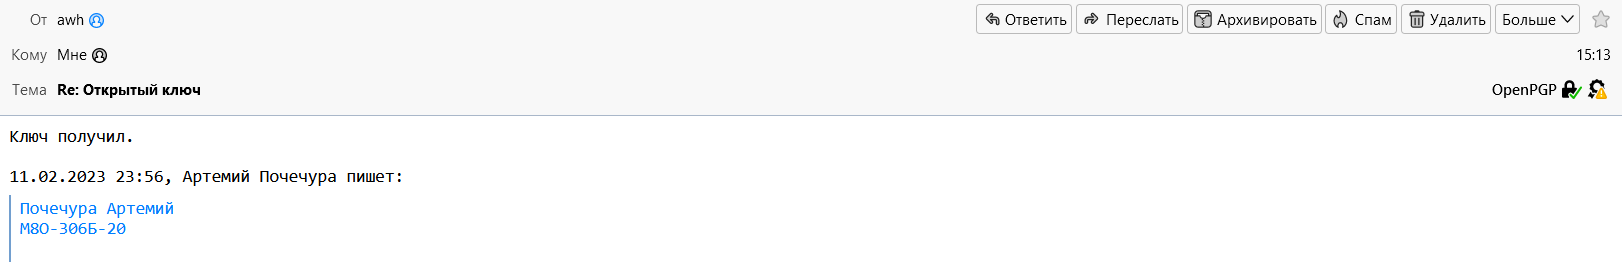 От awh Ответить Переслать Архивировать Спам Удалить Больше
Кому Мне 15:13
Тема Re: Открытый ключ OpenPGP
Ключ получил.
11.02.2023 23:56, Артемий Почечура пишет:
Почечура Артемий
М8О-306Б-20